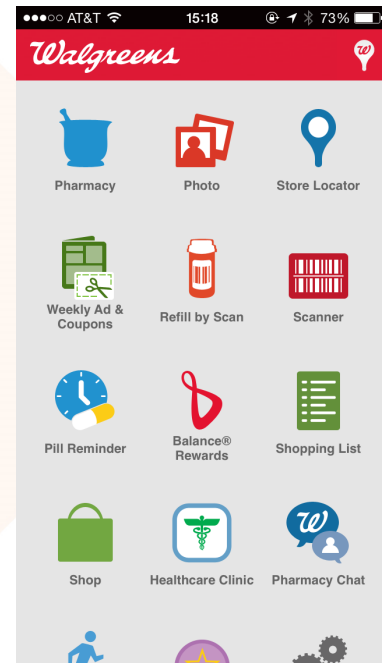 AT&T 15:18 73%
Walgreens
Pharmacy Photo Store Locator
Weekly Ad &
Coupons Refill by Scan Scanner
Pill Reminder Balance®
Rewards Shopping List
Shop Healthcare Clinic Pharmacy Chat